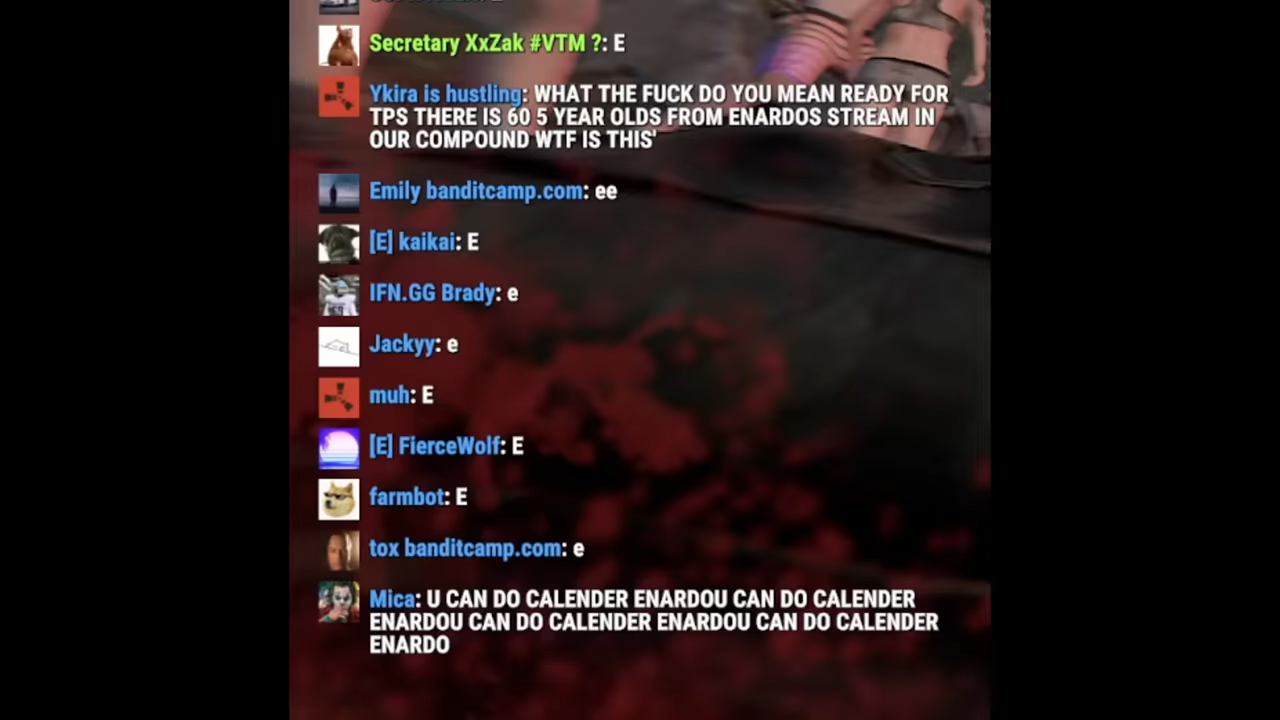 Secretary XxZak #VTM ?: E
Ykira is hustling: WHAT THE FUCK DO YOU MEAN READY FOR
TPS THERE IS 60 5 YEAR OLDS FROM ENARDOS STREAM IN
OUR COMPOUND WTF IS THIS'
Emily banditcamp.com: ee
[E] kaikai: E
IFN.GG Brady: e
Jackyy: e
muh: E
[E] FierceWolf: E
farmbot: E
tox banditcamp.com: e
Mica: U CAN DO CALENDER ENARDOU CAN DO CALENDER
ENARDOU CAN DO CALENDER ENARDOU CAN DO CALENDER
ENARDO